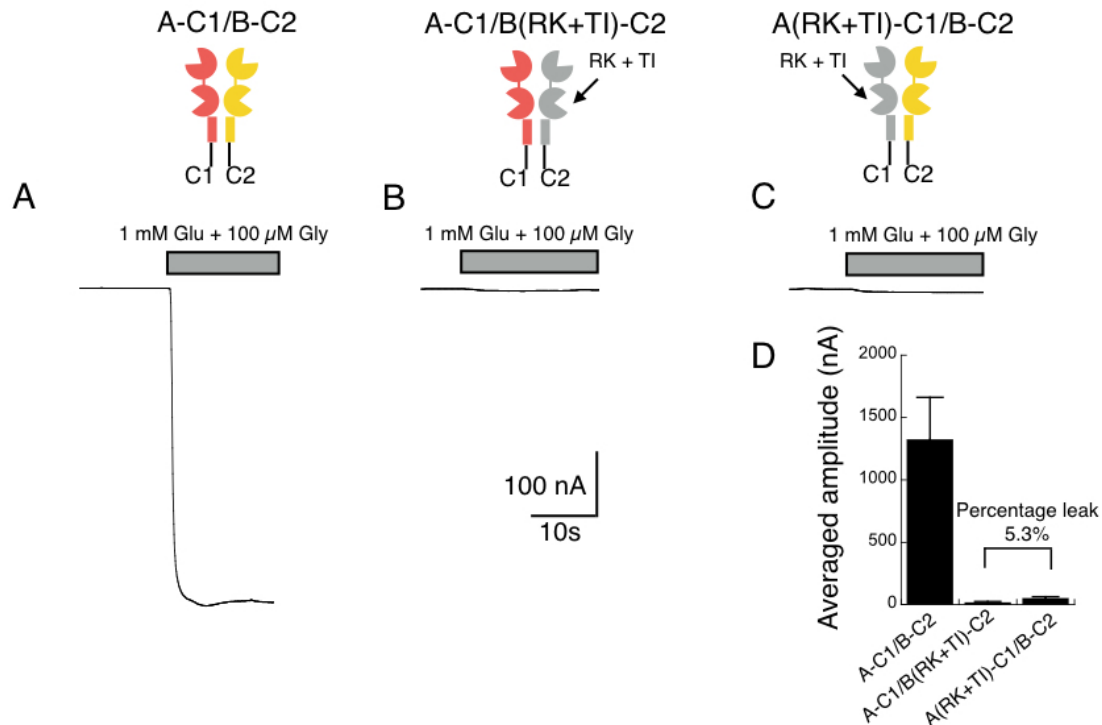 A-C1/B-C2
A-C1/B(RK+TI)-C2
A(RK+TI)-C1/B-C2
RK + TI
RK + TI
C1 C2
C1 C2
C1 C2
A
B
C
1 mM Glu + 100 µM Gly
1 mM Glu + 100 µM Gly
1 mM Glu + 100 µM Gly
100 nA
10s
D
Averaged amplitude (nA)
2000
1500
1000
500
0
Percentage leak
5.3%
A-C1/B-C2
A-C1/B(RK+TI)-C2
A(RK+TI)-C1/B-C2